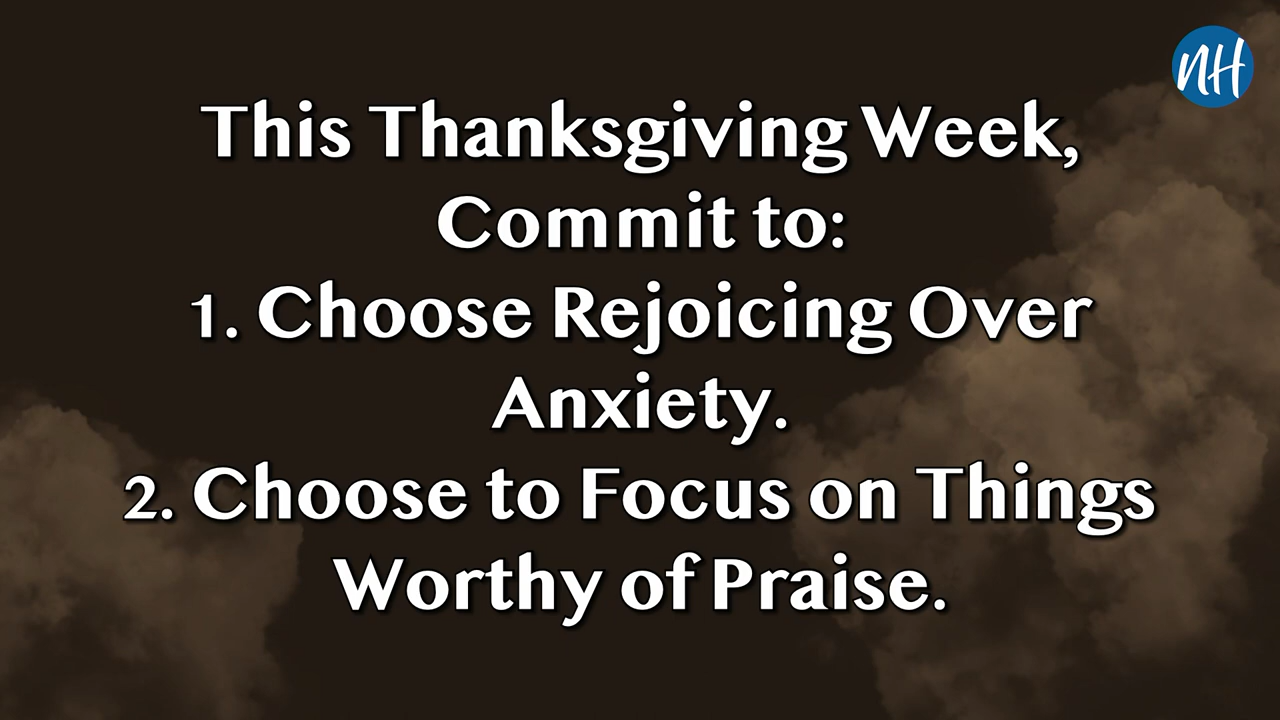 NH
This Thanksgiving Week,
Commit to:
1. Choose Rejoicing Over
Anxiety.
2. Choose to Focus on Things
Worthy of Praise.